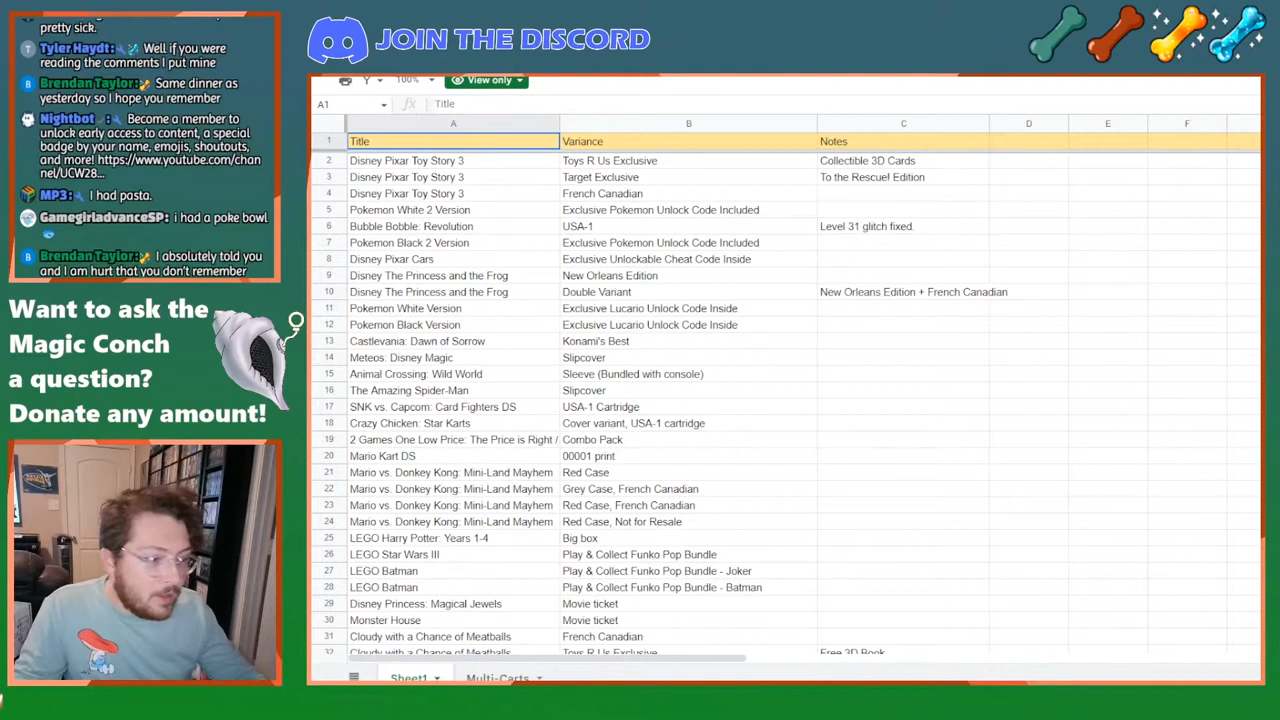 pretty sick.
Tyler Haydt: Well if you were
reading the comments I put mine
Brendan Taylor: Same dinner as
yesterday so I hope you remember
Nightbot : Become a member to
unlock early access to content, a special
badge by your name, emojis, shoutouts,
and more! https://www.youtube.com/chan
nel/UCW28...
MP3: I had pasta.
GamegirladvanceSP: i had a poke bowl
Brendan Taylor: I absolutely told you
and I am hurt that you don't remember
Want to ask the
Magic Conch
a question?
Donate any amount!
JOIN THE DISCORD
100% View only
A1 fx Title
A B C D E F
1 Title Variance Notes
2 Disney Pixar Toy Story 3 Toys R Us Exclusive Collectible 3D Cards
3 Disney Pixar Toy Story 3 Target Exclusive To the Rescue! Edition
4 Disney Pixar Toy Story 3 French Canadian
5 Pokemon White 2 Version Exclusive Pokemon Unlock Code Included
6 Bubble Bobble: Revolution USA-1 Level 31 glitch fixed.
7 Pokemon Black 2 Version Exclusive Pokemon Unlock Code Included
8 Disney Pixar Cars Exclusive Unlockable Cheat Code Inside
9 Disney The Princess and the Frog New Orleans Edition
10 Disney The Princess and the Frog Double Variant New Orleans Edition + French Canadian
11 Pokemon White Version Exclusive Lucario Unlock Code Inside
12 Pokemon Black Version Exclusive Lucario Unlock Code Inside
13 Castlevania: Dawn of Sorrow Konami's Best
14 Meteos: Disney Magic Slipcover
15 Animal Crossing: Wild World Sleeve (Bundled with console)
16 The Amazing Spider-Man Slipcover
17 SNK vs. Capcom: Card Fighters DS USA-1 Cartridge
18 Crazy Chicken: Star Karts Cover variant, USA-1 cartridge
19 2 Games One Low Price: The Price is Right / Combo Pack
20 Mario Kart DS 00001 print
21 Mario vs. Donkey Kong: Mini-Land Mayhem Red Case
22 Mario vs. Donkey Kong: Mini-Land Mayhem Grey Case, French Canadian
23 Mario vs. Donkey Kong: Mini-Land Mayhem Red Case, French Canadian
24 Mario vs. Donkey Kong: Mini-Land Mayhem Red Case, Not for Resale
25 LEGO Harry Potter: Years 1-4 Big box
26 LEGO Star Wars III Play & Collect Funko Pop Bundle
27 LEGO Batman Play & Collect Funko Pop Bundle - Joker
28 LEGO Batman Play & Collect Funko Pop Bundle - Batman
29 Disney Princess: Magical Jewels Movie ticket
30 Monster House Movie ticket
31 Cloudy with a Chance of Meatballs French Canadian
32 Cloudy with a Chance of Meatballs Toys R Us Exclusive Free 3D Book
Sheet1 Multi-Carts